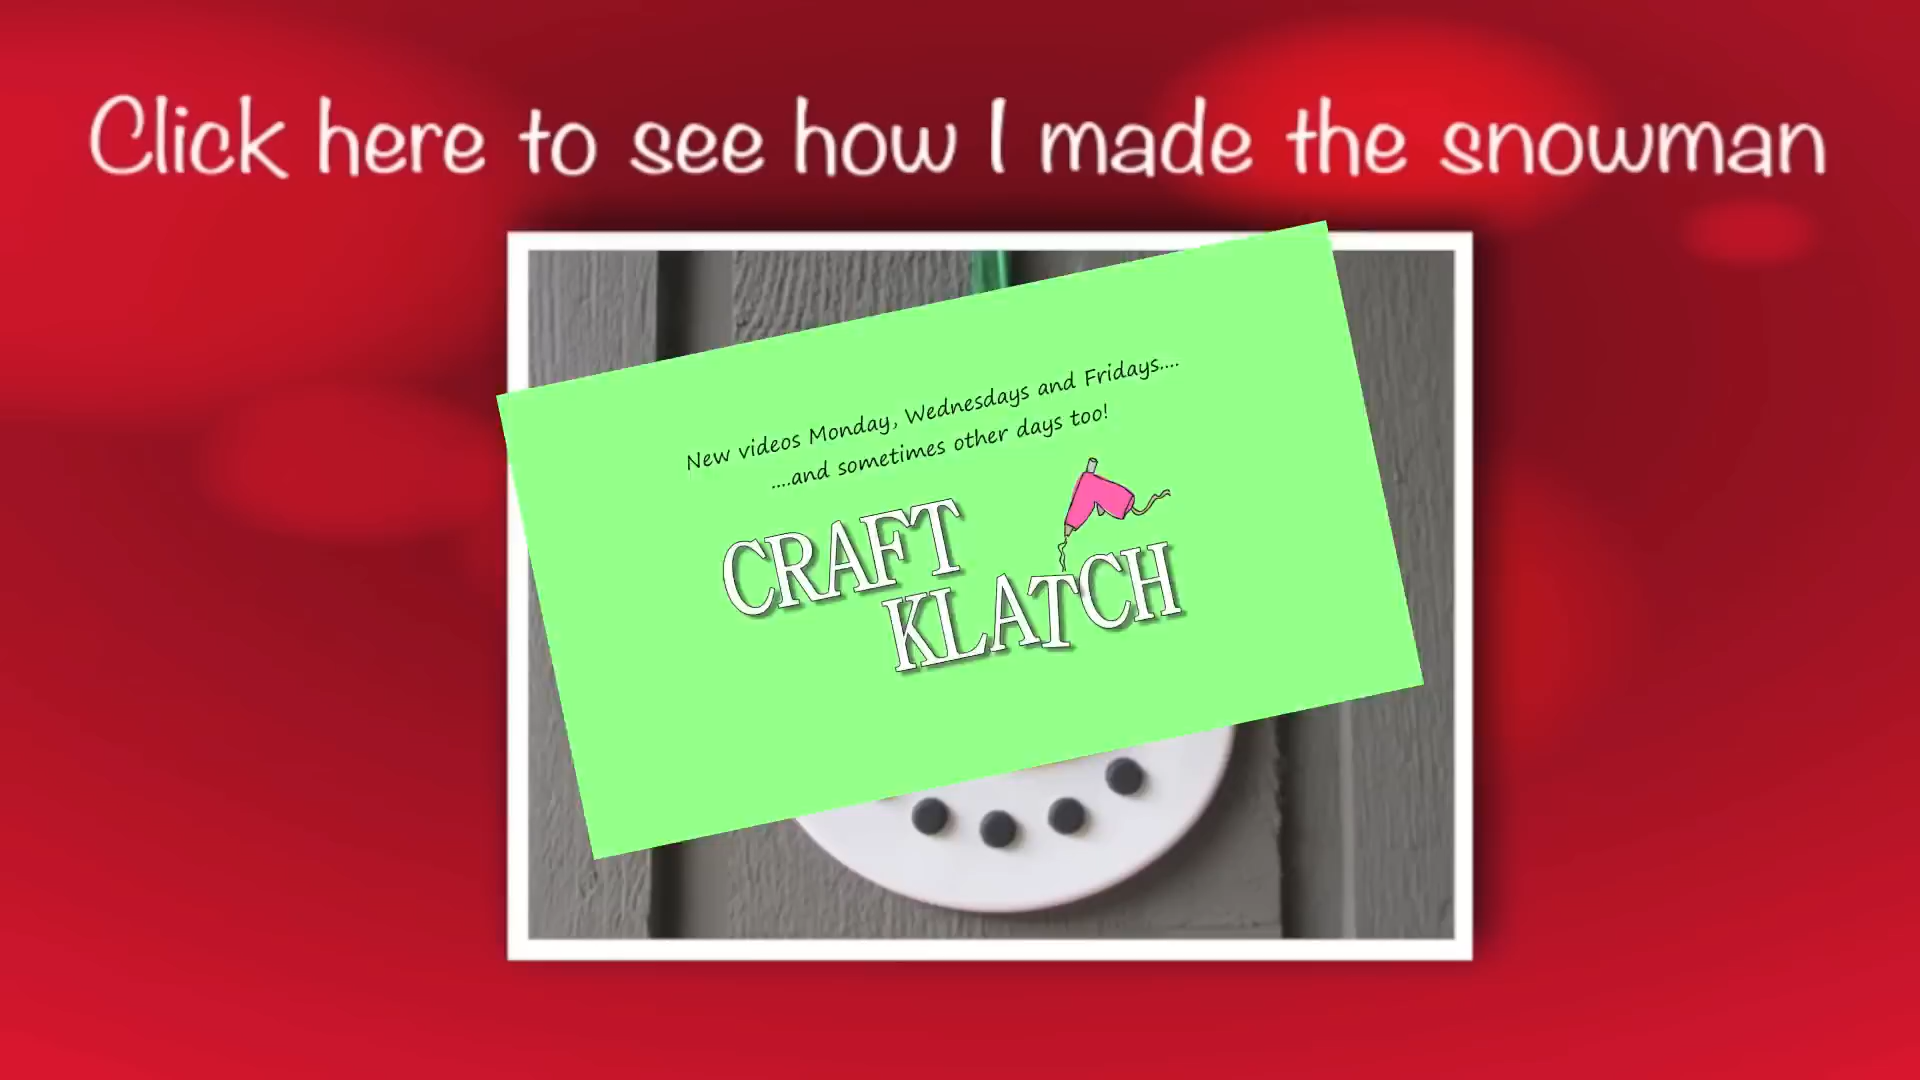 Click here to see how I made the snowman
New videos Monday, Wednesdays and Fridays....
....and sometimes other days too!
CRAFT
KLATCH